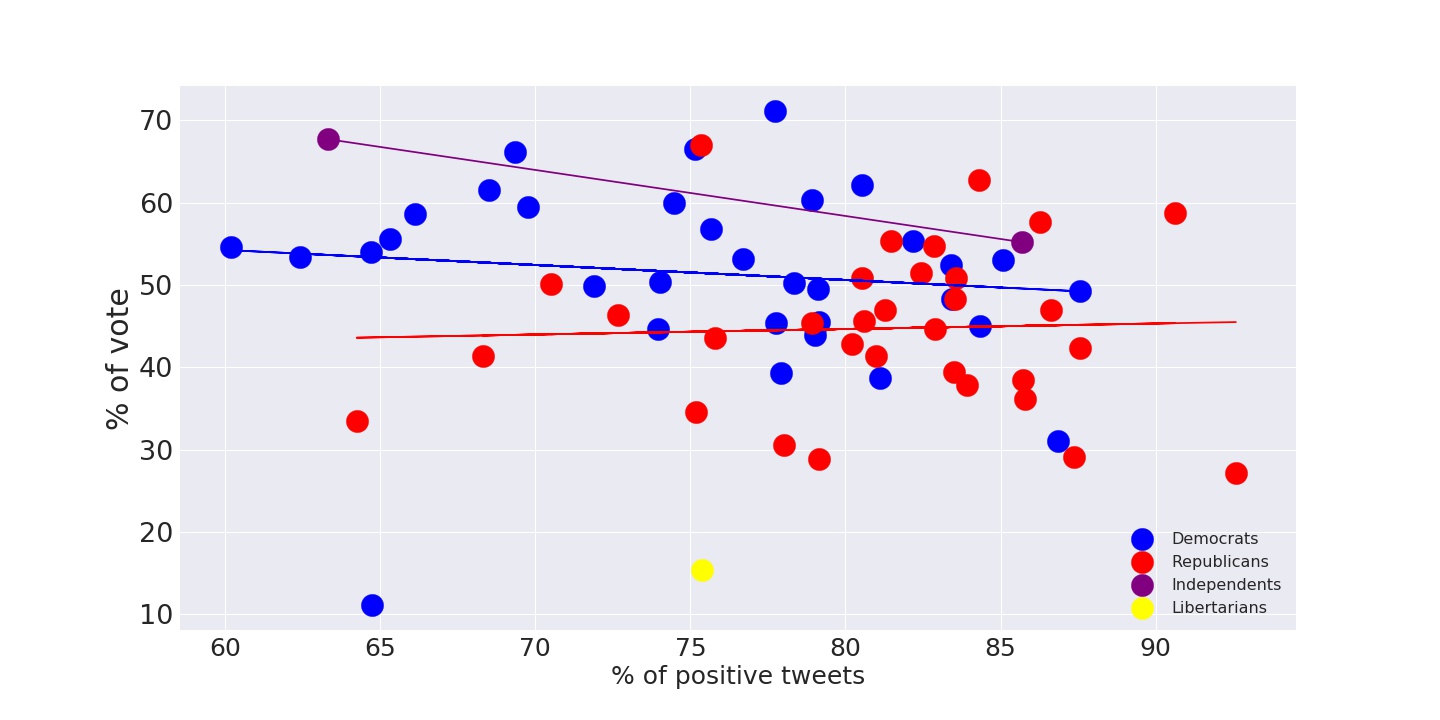 70
60
50
40
30
20
10
% of vote
60 65 70 75 80 85 90
% of positive tweets
Democrats
Republicans
Independents
Libertarians